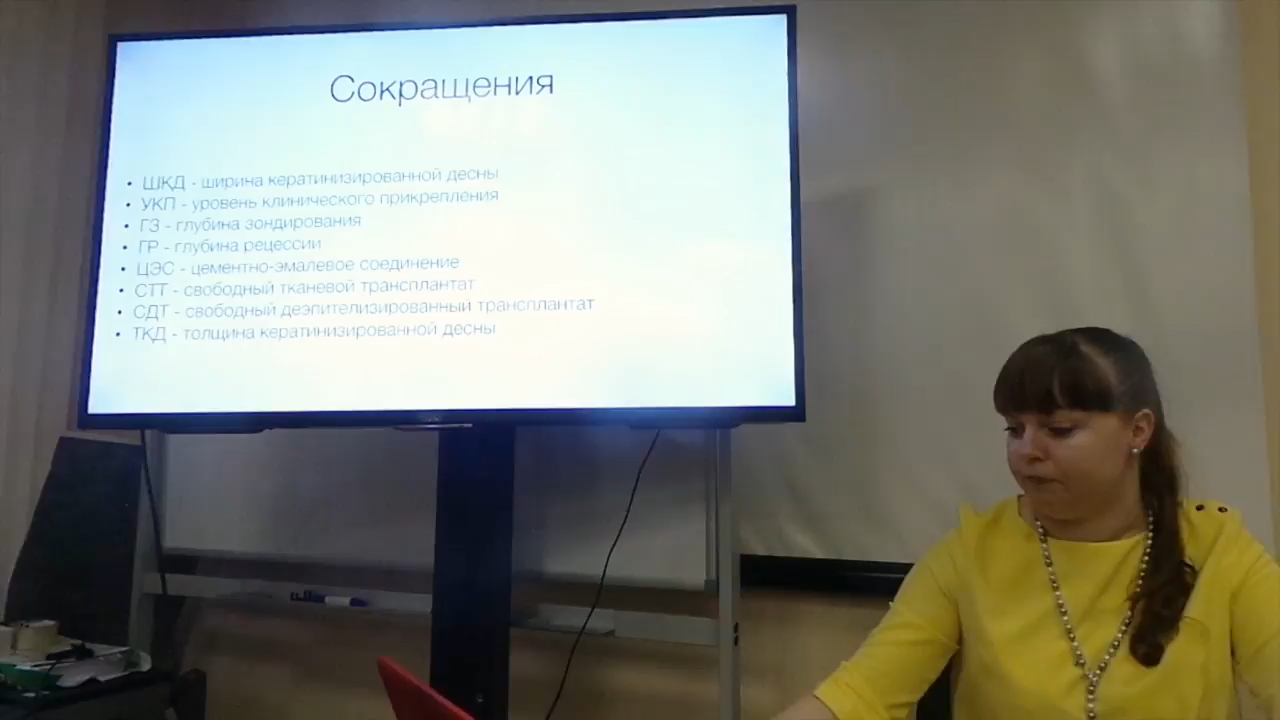 Сокращения
• ШКД - ширина кератинизированной десны
• УКП - уровень клинического прикрепления
• ГЗ - глубина зондирования
• ГР - глубина рецессии
• ЦЭС - цементно-эмалевое соединение
• СТТ - свободный тканевой трансплантат
• СДТ - свободный деэпителизированный трансплантат
• ТКД - толщина кератинизированной десны